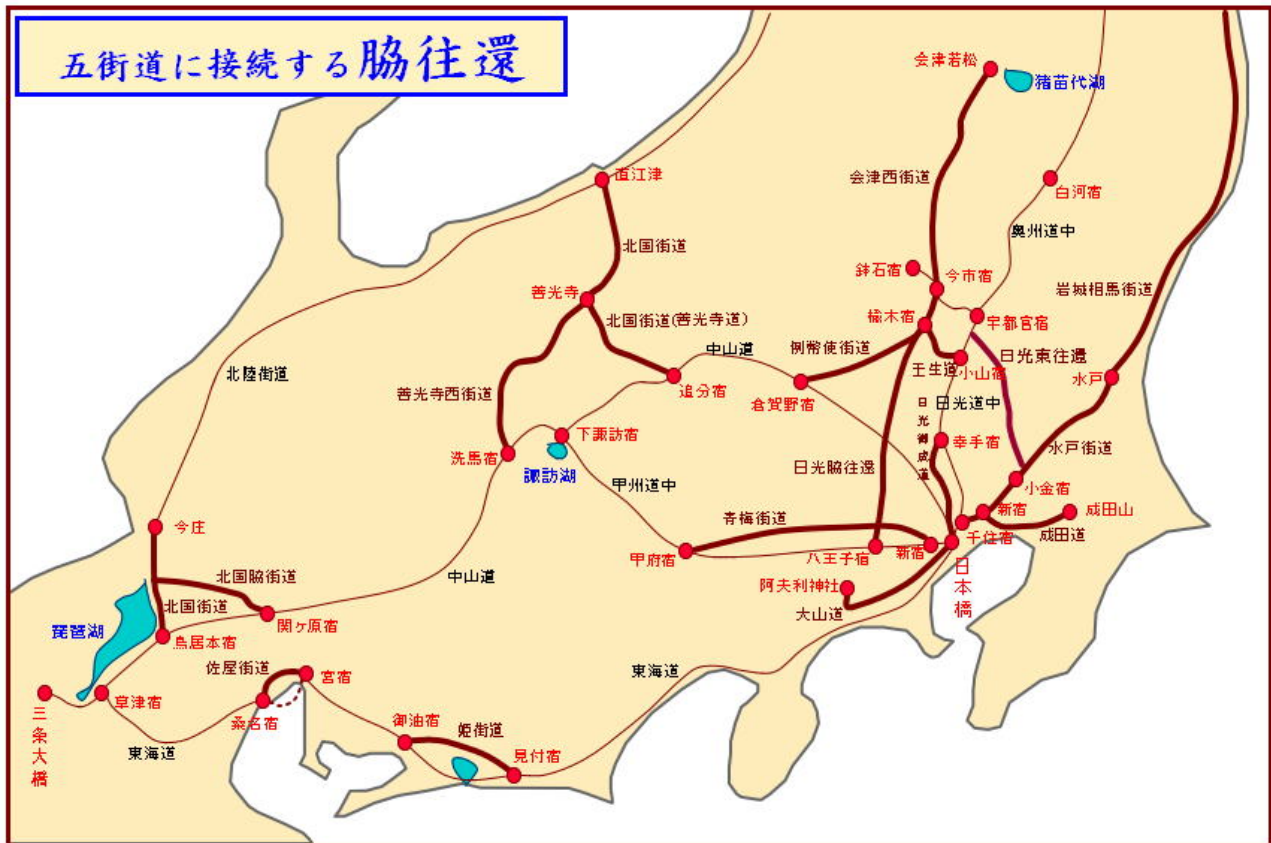 五街道に接続する脇往還
会津若松
猪苗代湖
直江津
会津西街道
白河宿
奥州道中
北国街道
鉢石宿
今市宿
岩城相馬街道
善光寺
楡木宿
宇都宮宿
北国街道(善光寺道)
中山道
例幣使街道
日光東往還
壬生道
小山宿
北陸街道
水戸
追分宿
倉賀野宿
善光寺西街道
日光道中
日光御成道
下諏訪宿
幸手宿
洗馬宿
諏訪湖
日光脇往還
水戸街道
甲州道中
小金宿
新宿
成田山
青梅街道
今庄
千住宿
成田道
甲府宿
八王子宿
新宿
日本橋
北国脇街道
中山道
阿夫利神社
北国街道
大山道
琵琶湖
関ヶ原宿
鳥居本宿
佐屋街道
宮宿
東海道
草津宿
桑名宿
三条大橋
御油宿
姫街道
東海道
見付宿